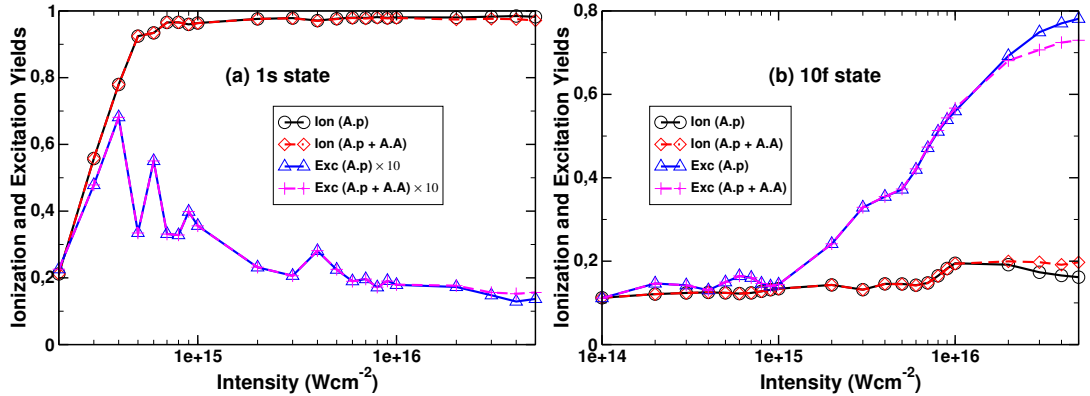 Ionization and Excitation Yields
1
0,8
0,6
0,4
0,2
0
(a) 1s state
Ion (A.p)
Ion (A.p + A.A)
Exc (A.p) × 10
Exc (A.p + A.A) × 10
1e+15
1e+16
Intensity (Wcm-2)
Ionization and Excitation Yields
0,8
0,6
0,4
0,2
0
(b) 10f state
Ion (A.p)
Ion (A.p + A.A)
Exc (A.p)
Exc (A.p + A.A)
1e+14
1e+15
1e+16
Intensity (Wcm-2)